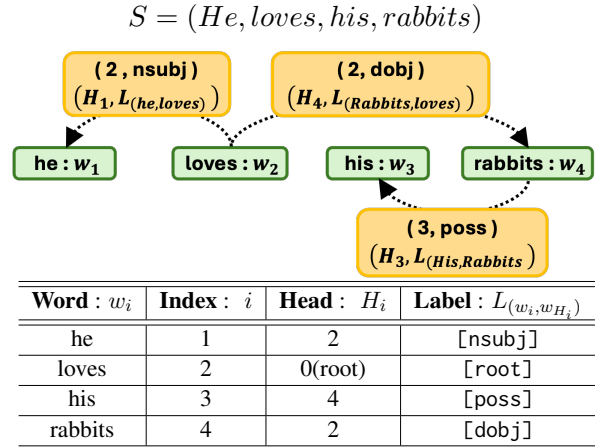 S = (He, loves, his, rabbits)
(2, nsubj) (2, dobj)
(H₁, L₍he,loves₎) (H₄, L₍Rabbits,loves₎)
he : w₁ loves : w₂ his : w₃ rabbits : w₄
(3, poss)
(H₃, L₍His,Rabbits
Word : wᵢ Index : i Head : Hᵢ Label : L_(wᵢ,w_Hᵢ)
he 1 2 [nsubj]
loves 2 0(root) [root]
his 3 4 [poss]
rabbits 4 2 [dobj]